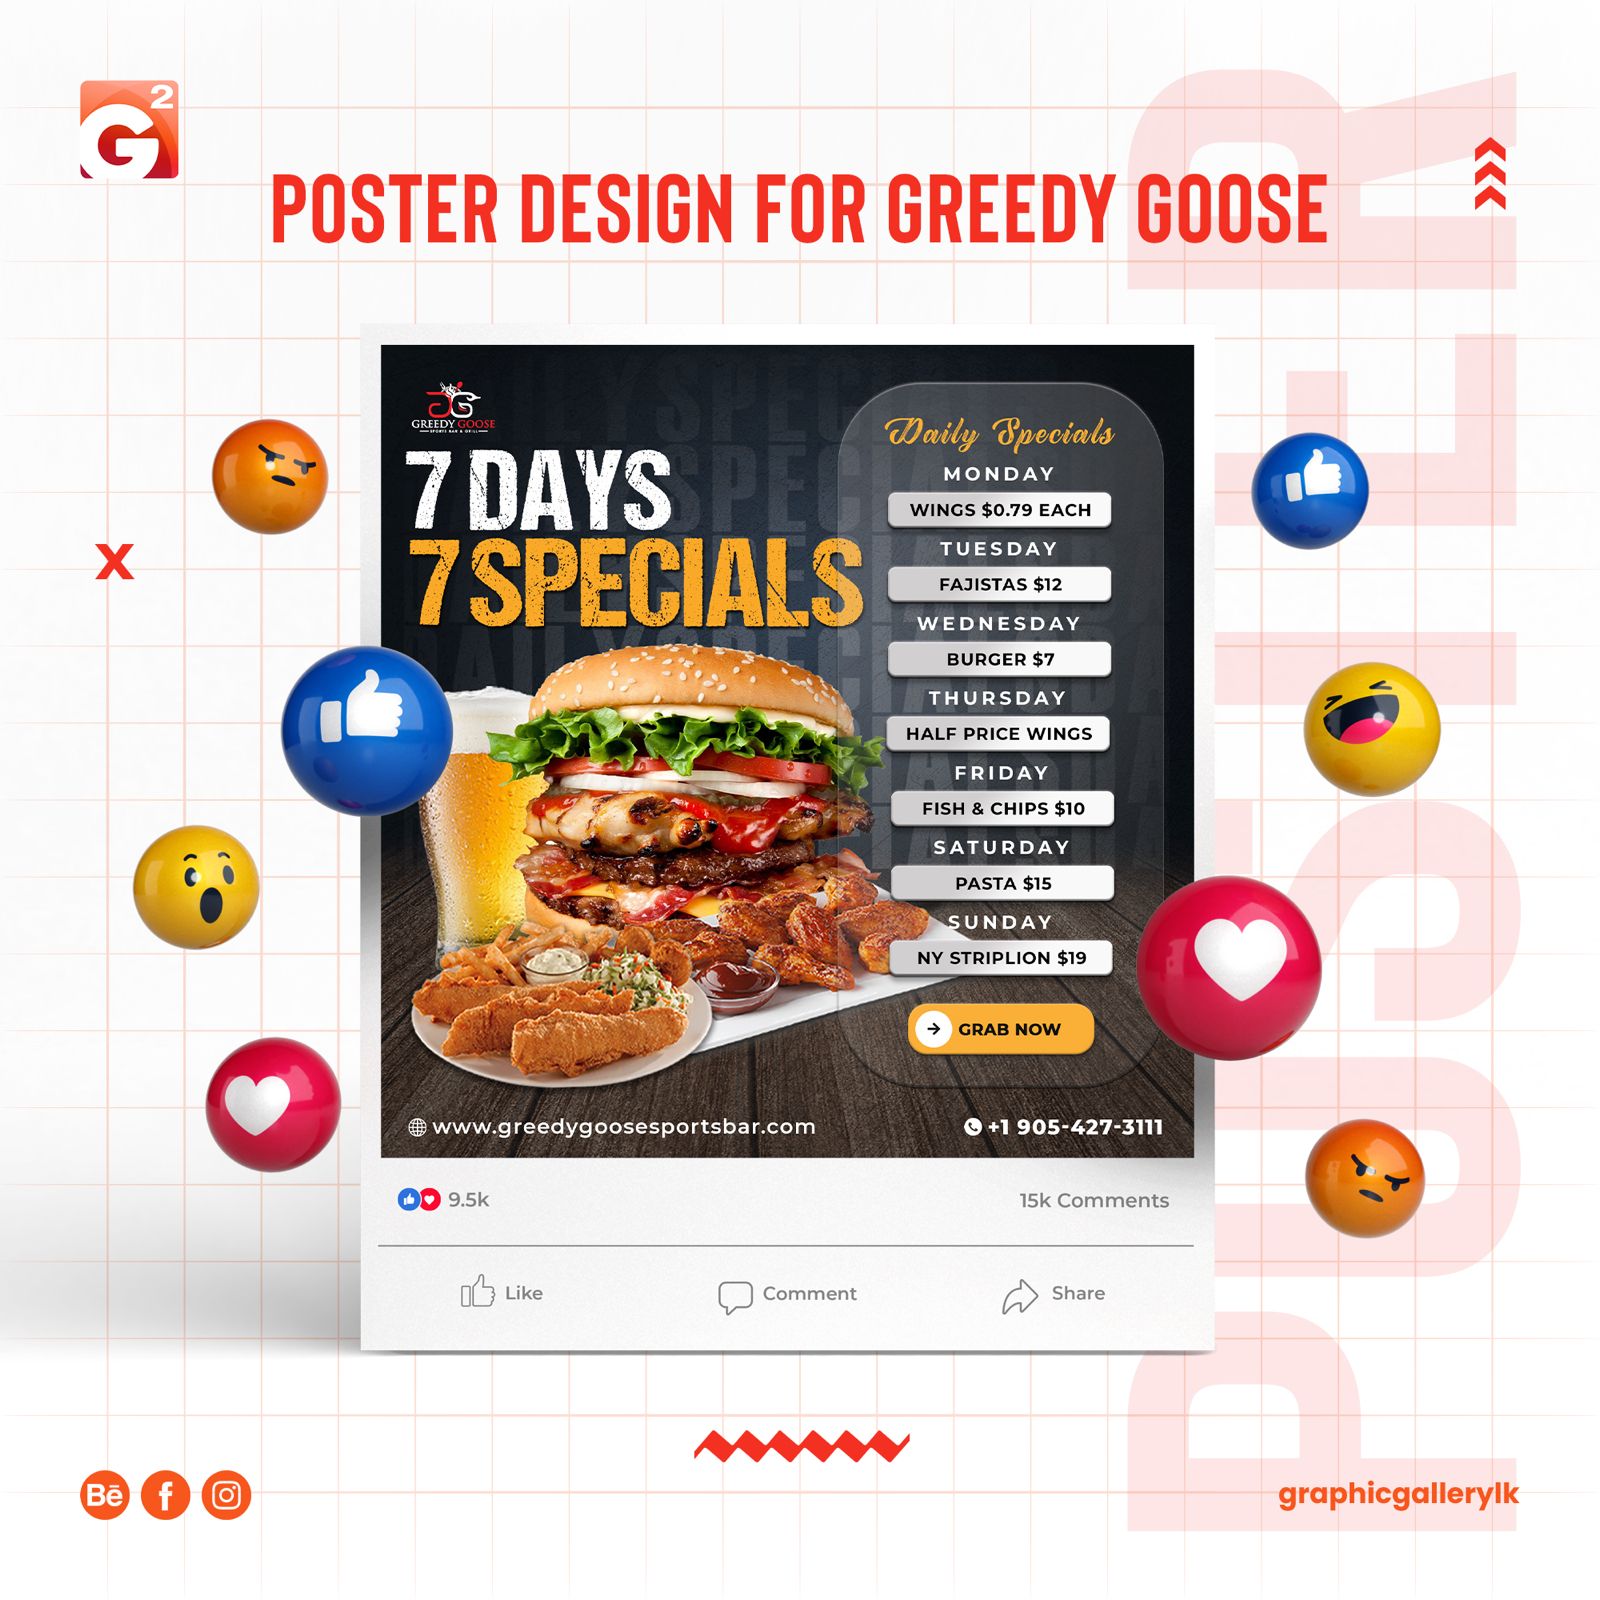 G2
POSTER DESIGN FOR GREEDY GOOSE
POSTER
X
GREEDY GOOSE
SPORTS BAR & GRILL
7 DAYS
7 SPECIALS
Daily Specials
MONDAY
WINGS $0.79 EACH
TUESDAY
FAJISTAS $12
WEDNESDAY
BURGER $7
THURSDAY
HALF PRICE WINGS
FRIDAY
FISH & CHIPS $10
SATURDAY
PASTA $15
SUNDAY
NY STRIPLION $19
GRAB NOW
www.greedygoosesportsbar.com
+1 905-427-3111
9.5k
15k Comments
Like
Comment
Share
Bē
f
graphicgallerylk